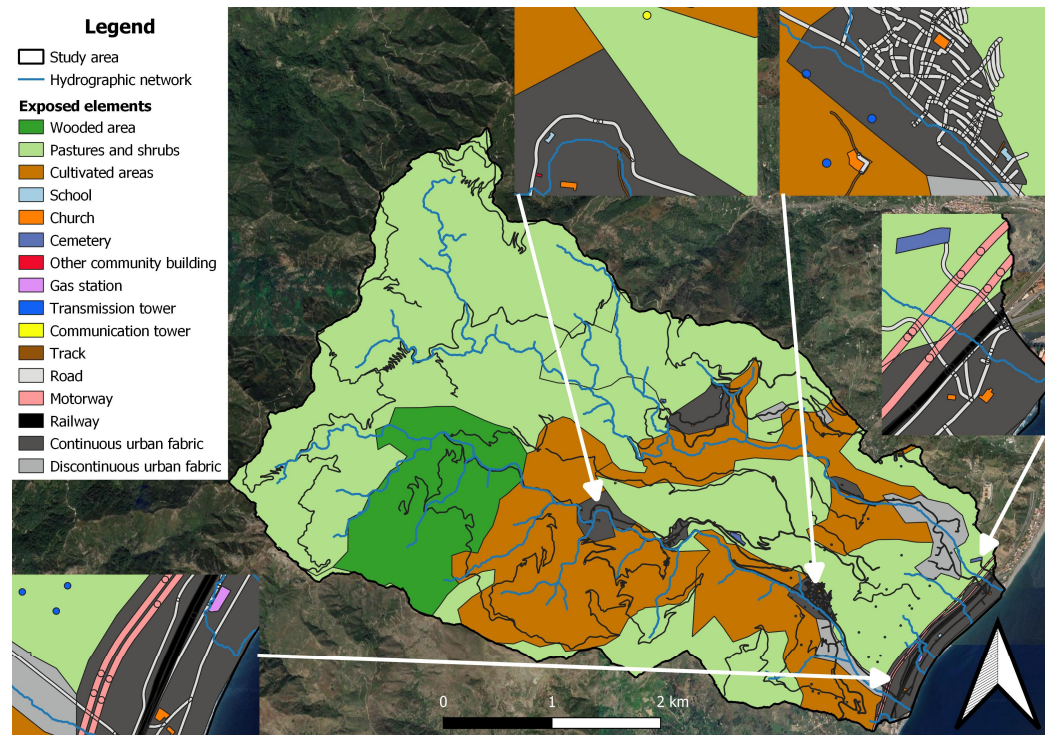 Legend
Study area
Hydrographic network
Exposed elements
Wooded area
Pastures and shrubs
Cultivated areas
School
Church
Cemetery
Other community building
Gas station
Transmission tower
Communication tower
Track
Road
Motorway
Railway
Continuous urban fabric
Discontinuous urban fabric
0 1 2 km